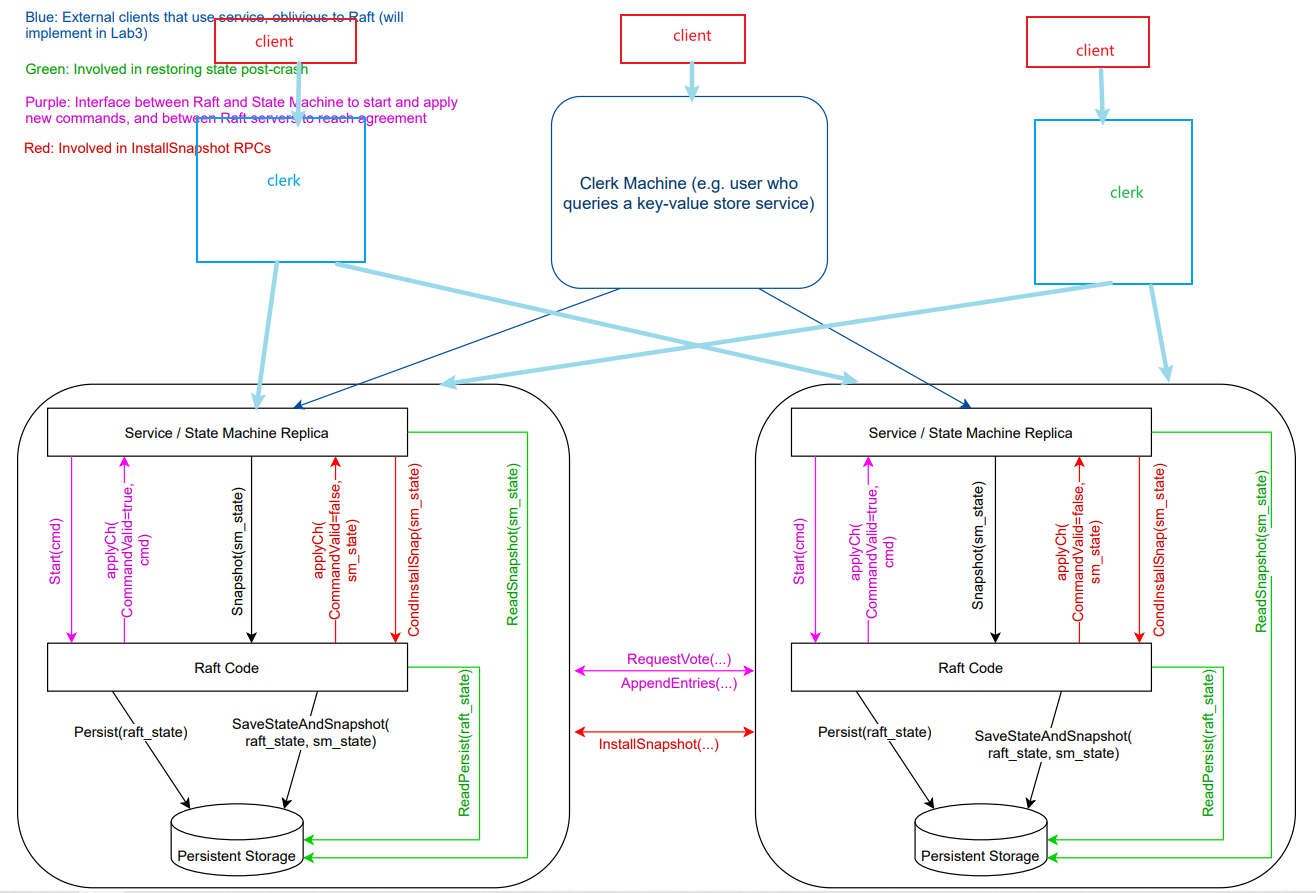 Blue: External clients that use service, oblivious to Raft (will
implement in Lab3)
client
client
client
Green: Involved in restoring state post-crash
Purple: Interface between Raft and State Machine to start and apply
new commands, and between Raft servers to reach agreement
Red: Involved in InstallSnapshot RPCs
clerk
Clerk Machine (e.g. user who
queries a key-value store service)
clerk
Service / State Machine Replica
Start(cmd)
applyCh(
CommandValid=true,
cmd)
Snapshot(sm_state)
applyCh(
CommandValid=false,
sm_state)
CondInstallSnap(sm_state)
ReadSnapshot(sm_state)
Raft Code
Persist(raft_state)
SaveStateAndSnapshot(
raft_state, sm_state)
ReadPersist(raft_state)
Persistent Storage
RequestVote(...)
AppendEntries(...)
InstallSnapshot(...)
Service / State Machine Replica
Start(cmd)
applyCh(
CommandValid=true,
cmd)
Snapshot(sm_state)
applyCh(
CommandValid=false,
sm_state)
CondInstallSnap(sm_state)
ReadSnapshot(sm_state)
Raft Code
Persist(raft_state)
SaveStateAndSnapshot(
raft_state, sm_state)
ReadPersist(raft_state)
Persistent Storage